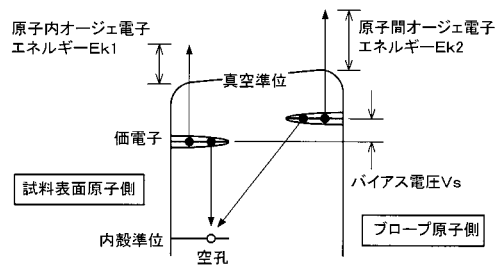 原子内オージェ電子
エネルギーEk1
原子間オージェ電子
エネルギーEk2
真空準位
価電子
バイアス電圧Vs
試料表面原子側
プローブ原子側
内殻準位
空孔